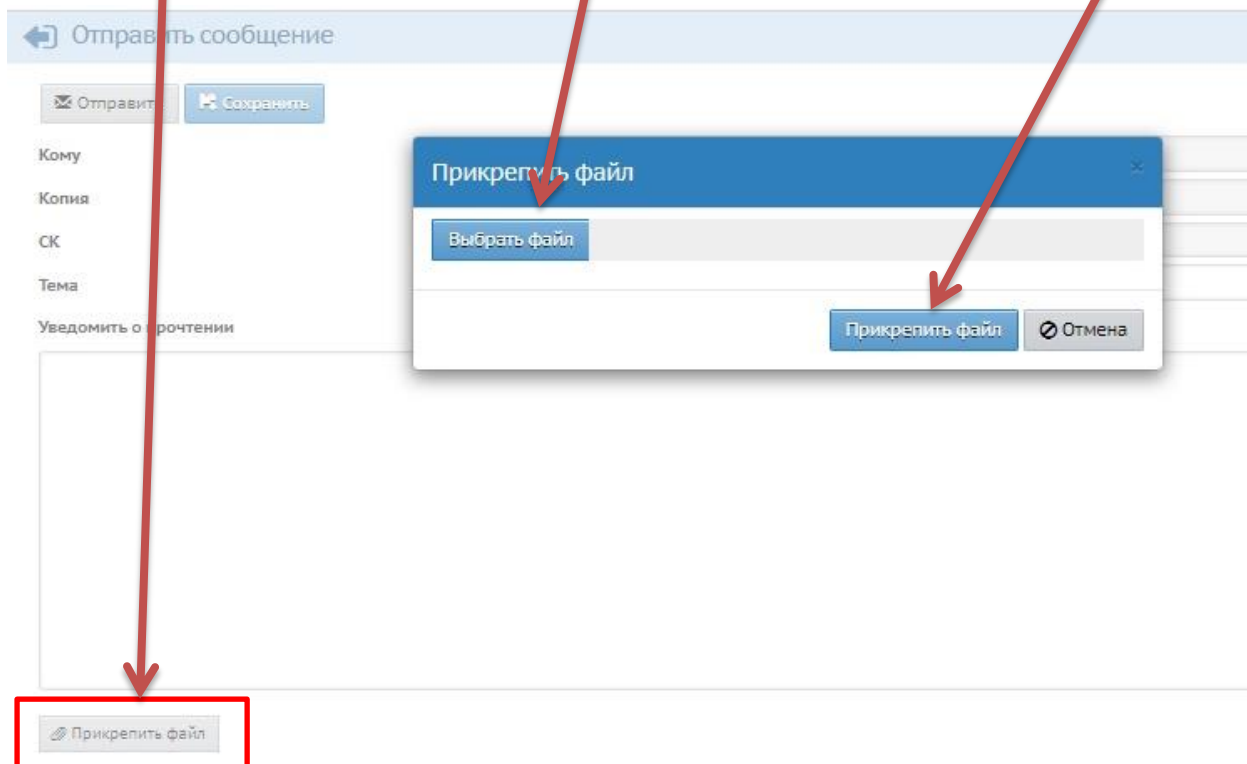 Отправить сообщение
Отправить Сохранить
Кому
Копия
СК
Тема
Уведомить о прочтении
Прикрепить файл ×
Выбрать файл
Прикрепить файл Отмена
Прикрепить файл